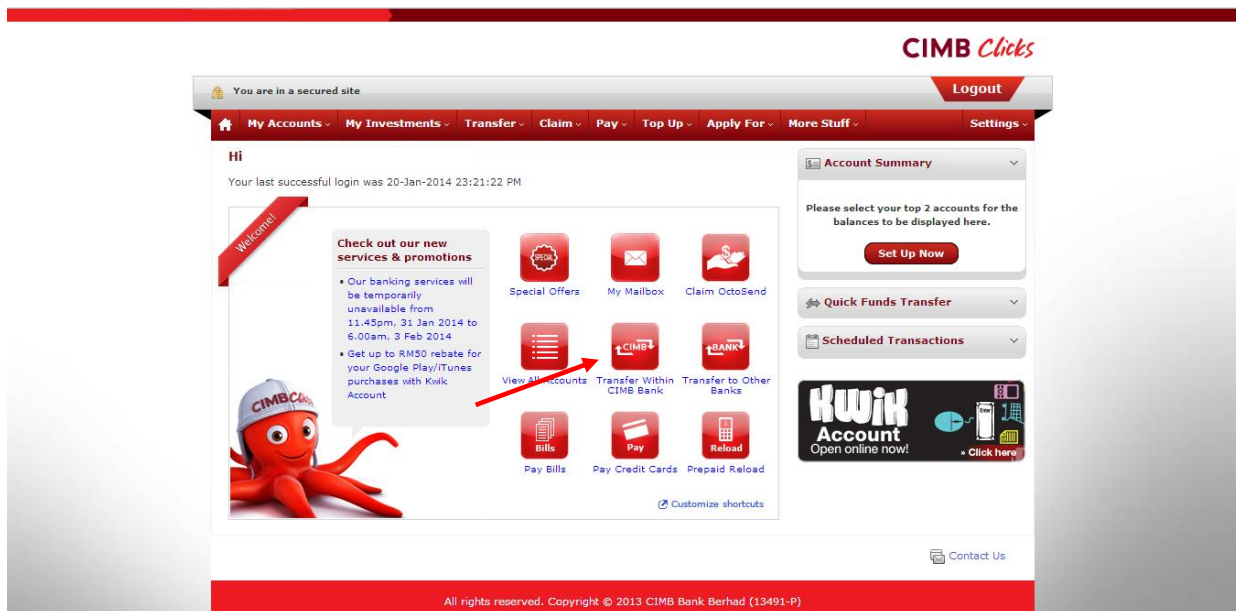 CIMB Clicks
You are in a secured site
Logout
My Accounts My Investments Transfer Claim Pay Top Up Apply For More Stuff Settings
Hi
Your last successful login was 20-Jan-2014 23:21:22 PM
Welcome!
Check out our new
services & promotions
• Our banking services will
be temporarily
unavailable from
11.45pm, 31 Jan 2014 to
6.00am, 3 Feb 2014
• Get up to RM50 rebate for
your Google Play/iTunes
purchases with Kwik
Account
CIMBClicks
SPECIAL
Special Offers
My Mailbox
$
Claim OctoSend
View All Accounts
CIMB
Transfer Within
CIMB Bank
BANK
Transfer to Other
Banks
Bills
Pay Bills
Pay
Pay Credit Cards
Reload
Prepaid Reload
Customize shortcuts
$ Account Summary
Please select your top 2 accounts for the
balances to be displayed here.
Set Up Now
Quick Funds Transfer
Scheduled Transactions
Kwik
Account
Open online now!
Enter
» Click here
Contact Us
All rights reserved. Copyright © 2013 CIMB Bank Berhad (13491-P)